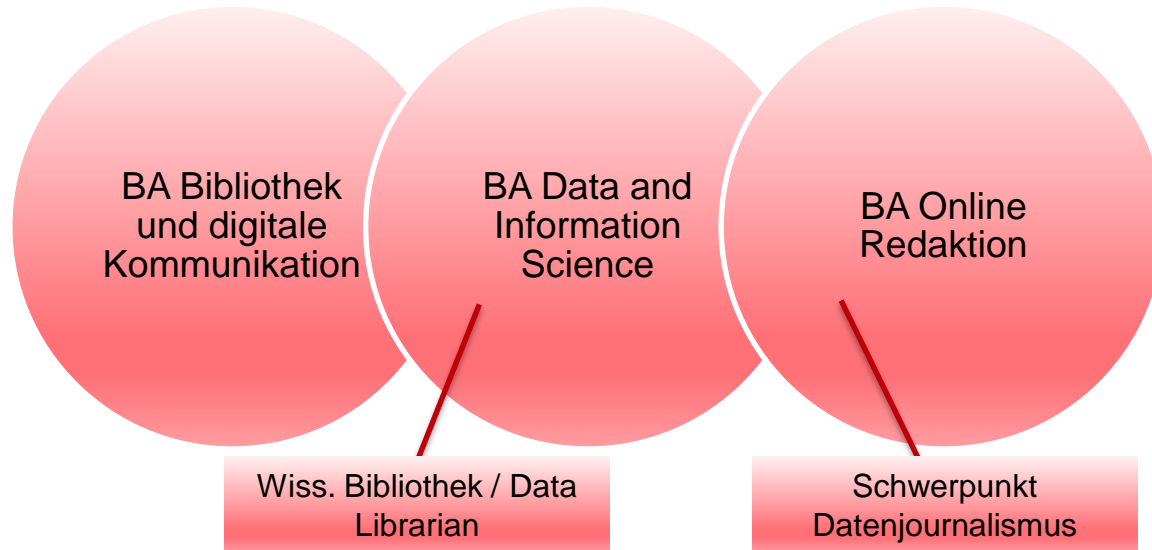 BA Bibliothek
und digitale
Kommunikation
BA Data and
Information
Science
BA Online
Redaktion
Wiss. Bibliothek / Data
Librarian
Schwerpunkt
Datenjournalismus